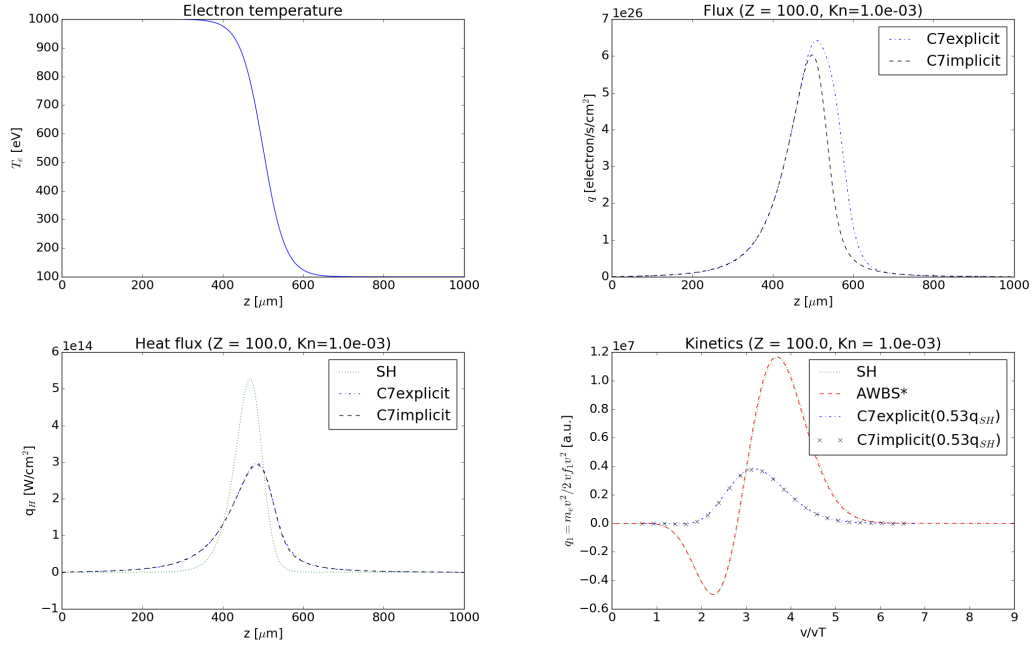 Electron temperature
1000
900
800
700
600
500
400
300
200
100
T_e [eV]
0 200 400 600 800 1000
z [μm]
Flux (Z = 100.0, Kn=1.0e-03)
1e26
7
6
5
4
3
2
1
0
q [electron/s/cm²]
C7explicit
C7implicit
0 200 400 600 800 1000
z [μm]
Heat flux (Z = 100.0, Kn=1.0e-03)
1e14
6
5
4
3
2
1
0
−1
q_H [W/cm²]
SH
C7explicit
C7implicit
0 200 400 600 800 1000
z [μm]
Kinetics (Z = 100.0, Kn = 1.0e-03)
1e7
1.2
1.0
0.8
0.6
0.4
0.2
0.0
−0.2
−0.4
−0.6
q₁ = m_e v²/2 v f₁ v² [a.u.]
SH
AWBS*
C7explicit(0.53q_SH)
C7implicit(0.53q_SH)
0 1 2 3 4 5 6 7 8 9
v/vT